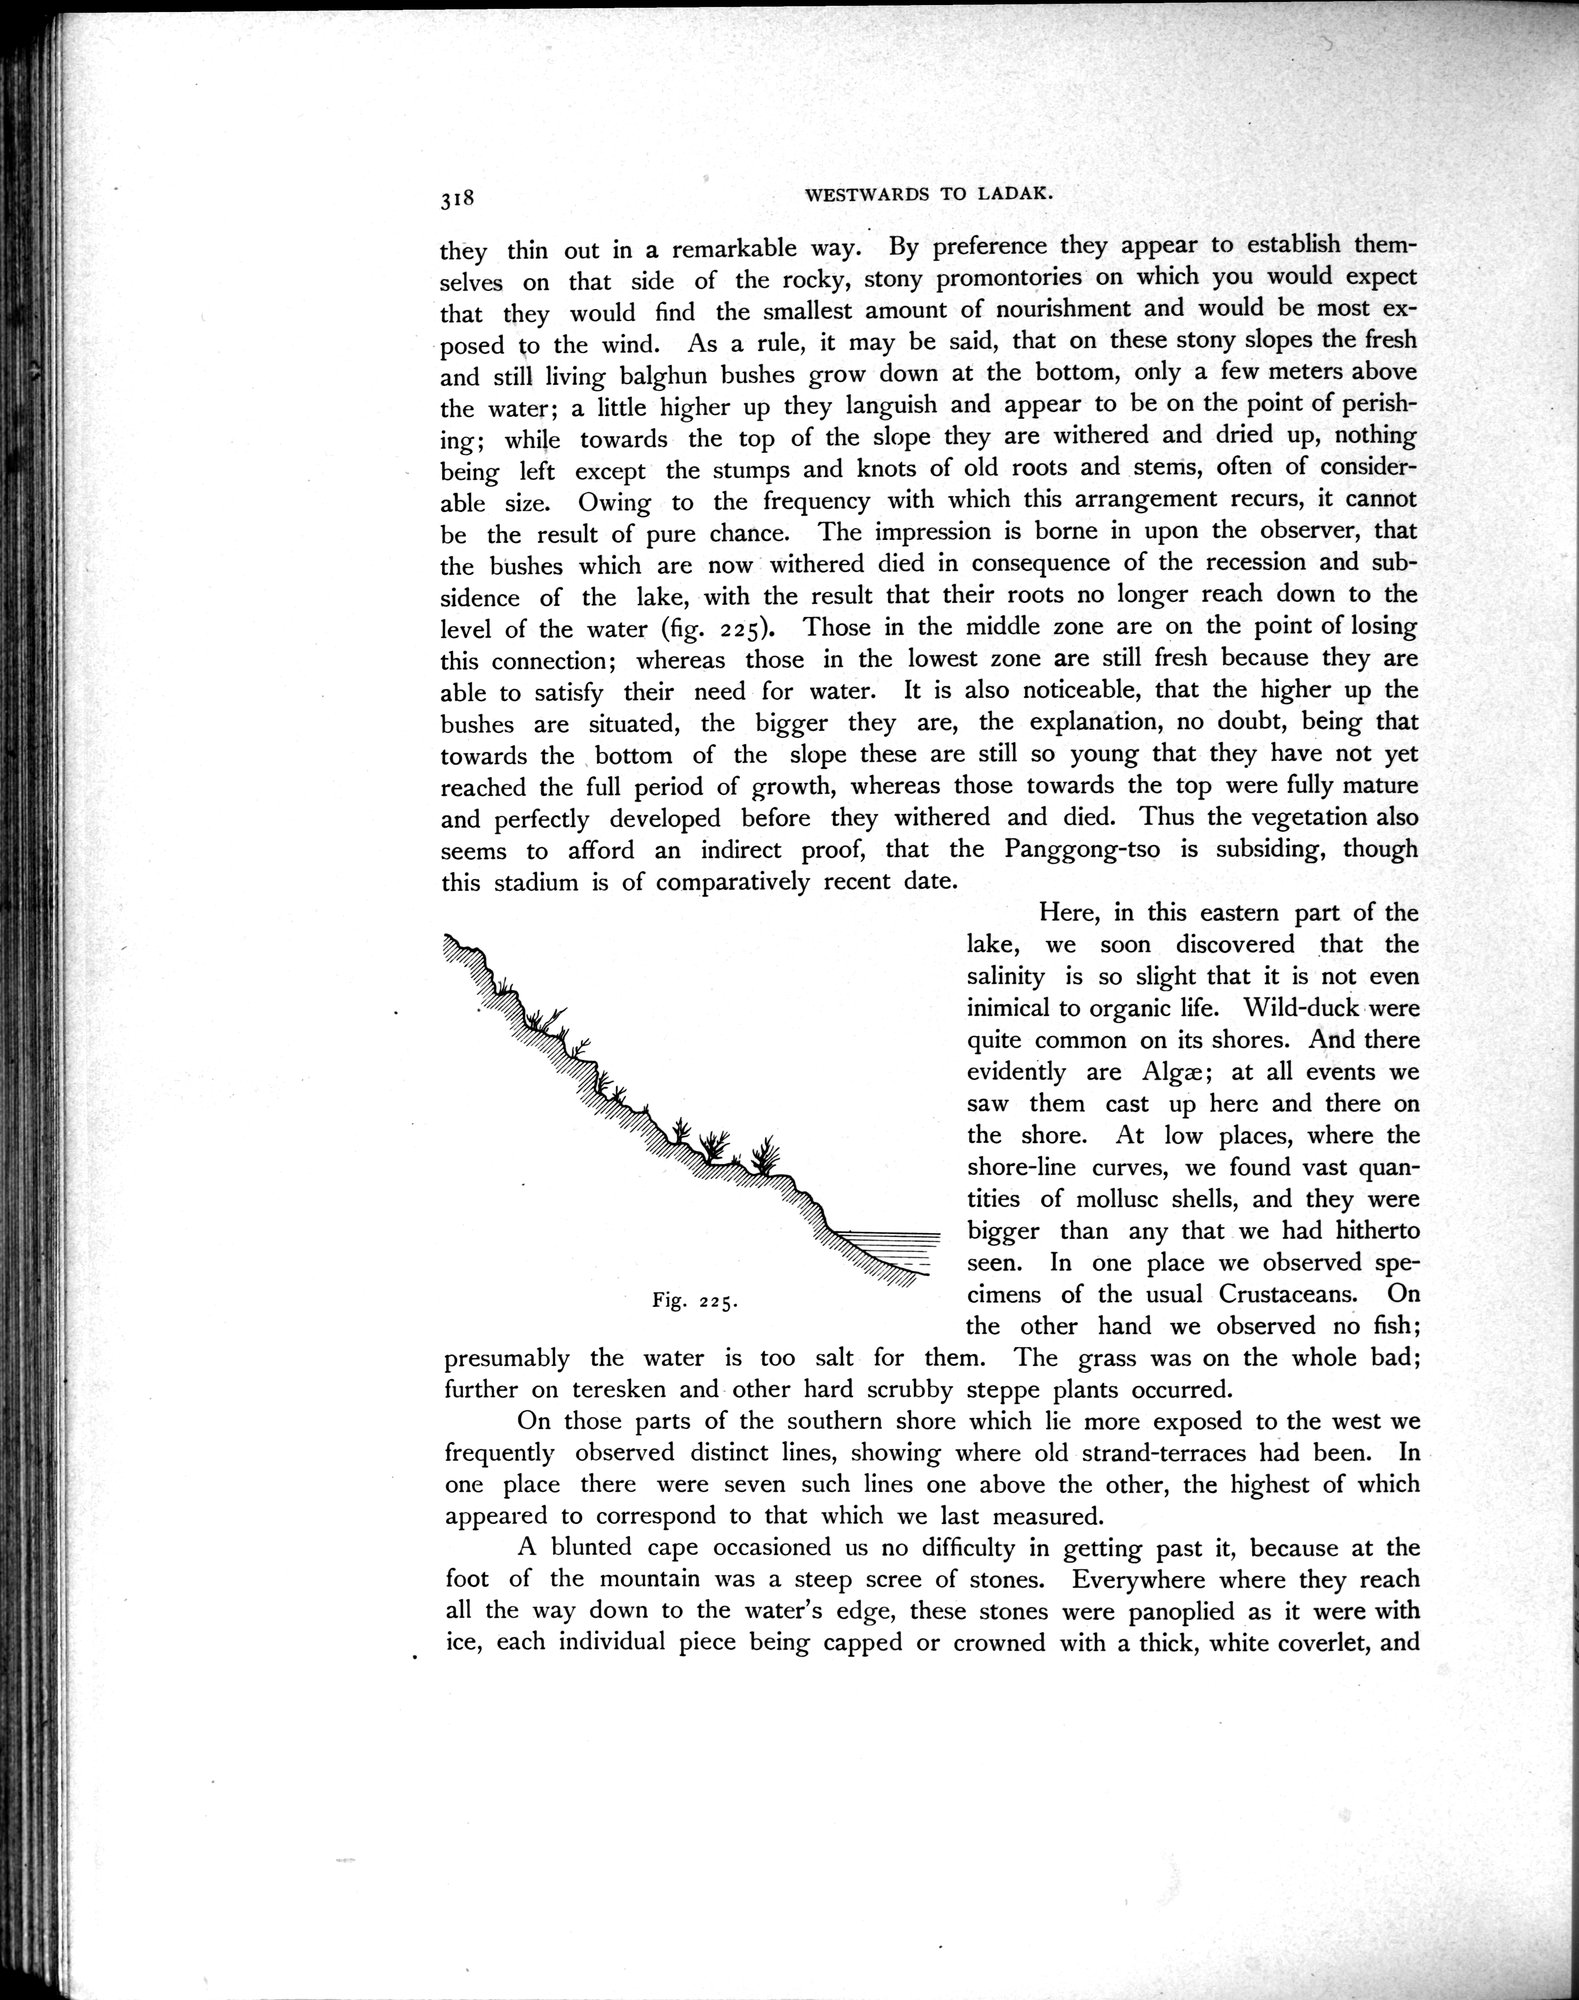 318
WESTWARDS TO LADAK.
they thin out in a remarkable way. By preference they appear to establish them-
selves on that side of the rocky, stony promontories on which you would expect
that they would find the smallest amount of nourishment and would be most ex-
posed to the wind. As a rule, it may be said, that on these stony slopes the fresh
and still living balghun bushes grow down at the bottom, only a few meters above
the water; a little higher up they languish and appear to be on the point of perish-
ing; while towards the top of the slope they are withered and dried up, nothing
being left except the stumps and knots of old roots and stems, often of consider-
able size. Owing to the frequency with which this arrangement recurs, it cannot
be the result of pure chance. The impression is borne in upon the observer, that
the bushes which are now withered died in consequence of the recession and sub-
sidence of the lake, with the result that their roots no longer reach down to the
level of the water (fig. 225). Those in the middle zone are on the point of losing
this connection; whereas those in the lowest zone are still fresh because they are
able to satisfy their need for water. It is also noticeable, that the higher up the
bushes are situated, the bigger they are, the explanation, no doubt, being that
towards the bottom of the slope these are still so young that they have not yet
reached the full period of growth, whereas those towards the top were fully mature
and perfectly developed before they withered and died. Thus the vegetation also
seems to afford an indirect proof, that the Panggong-tso is subsiding, though
this stadium is of comparatively recent date.
Here, in this eastern part of the
lake, we soon discovered that the
salinity is so slight that it is not even
inimical to organic life. Wild-duck were
quite common on its shores. And there
evidently are Algæ; at all events we
saw them cast up here and there on
the shore. At low places, where the
shore-line curves, we found vast quan-
tities of mollusc shells, and they were
bigger than any that we had hitherto
seen. In one place we observed spe-
cimens of the usual Crustaceans. On
the other hand we observed no fish;
Fig. 225.
presumably the water is too salt for them. The grass was on the whole bad;
further on teresken and other hard scrubby steppe plants occurred.
On those parts of the southern shore which lie more exposed to the west we
frequently observed distinct lines, showing where old strand-terraces had been. In
one place there were seven such lines one above the other, the highest of which
appeared to correspond to that which we last measured.
A blunted cape occasioned us no difficulty in getting past it, because at the
foot of the mountain was a steep scree of stones. Everywhere where they reach
all the way down to the water's edge, these stones were panoplied as it were with
ice, each individual piece being capped or crowned with a thick, white coverlet, and